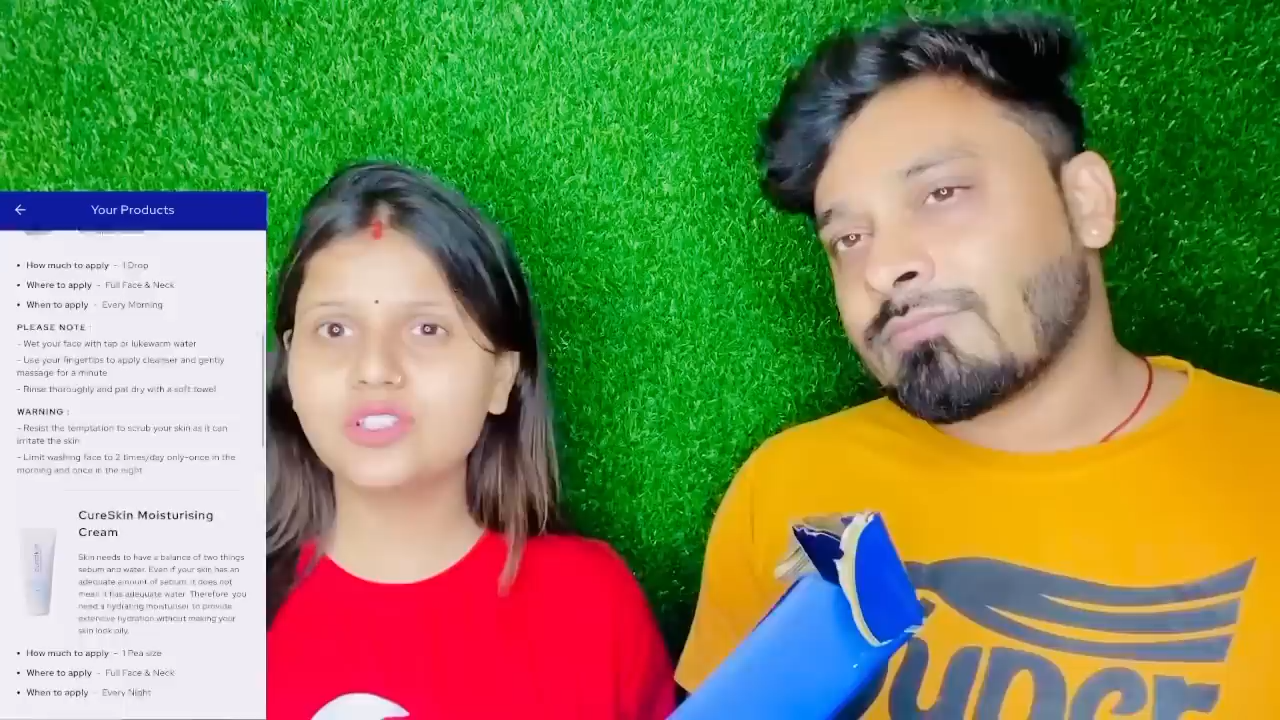 Your Products
• How much to apply - 1 Drop
• Where to apply - Full Face & Neck
• When to apply - Every Morning
PLEASE NOTE :
- Wet your face with tap or lukewarm water
- Use your fingertips to apply cleanser and gently
massage for a minute
- Rinse thoroughly and pat dry with a soft towel
WARNING :
- Resist the temptation to scrub your skin as it can
irritate the skin
- Limit washing face to 2 times/day only-once in the
morning and once in the night
CureSkin Moisturising
Cream
Skin needs to have a balance of two things
sebum and water. Even if your skin has an
adequate amount of sebum, it does not
mean it has adequate water. Therefore, you
need a hydrating moisturiser to provide
extensive hydration without making your
skin look oily.
• How much to apply - 1 Pea size
• Where to apply - Full Face & Neck
• When to apply - Every Night